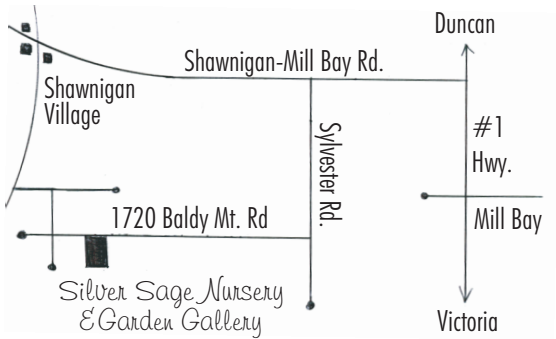 Duncan
Shawnigan-Mill Bay Rd.
Shawnigan
Village
#1
Hwy.
Sylvester Rd.
1720 Baldy Mt. Rd
Mill Bay
Silver Sage Nursery
& Garden Gallery
Victoria